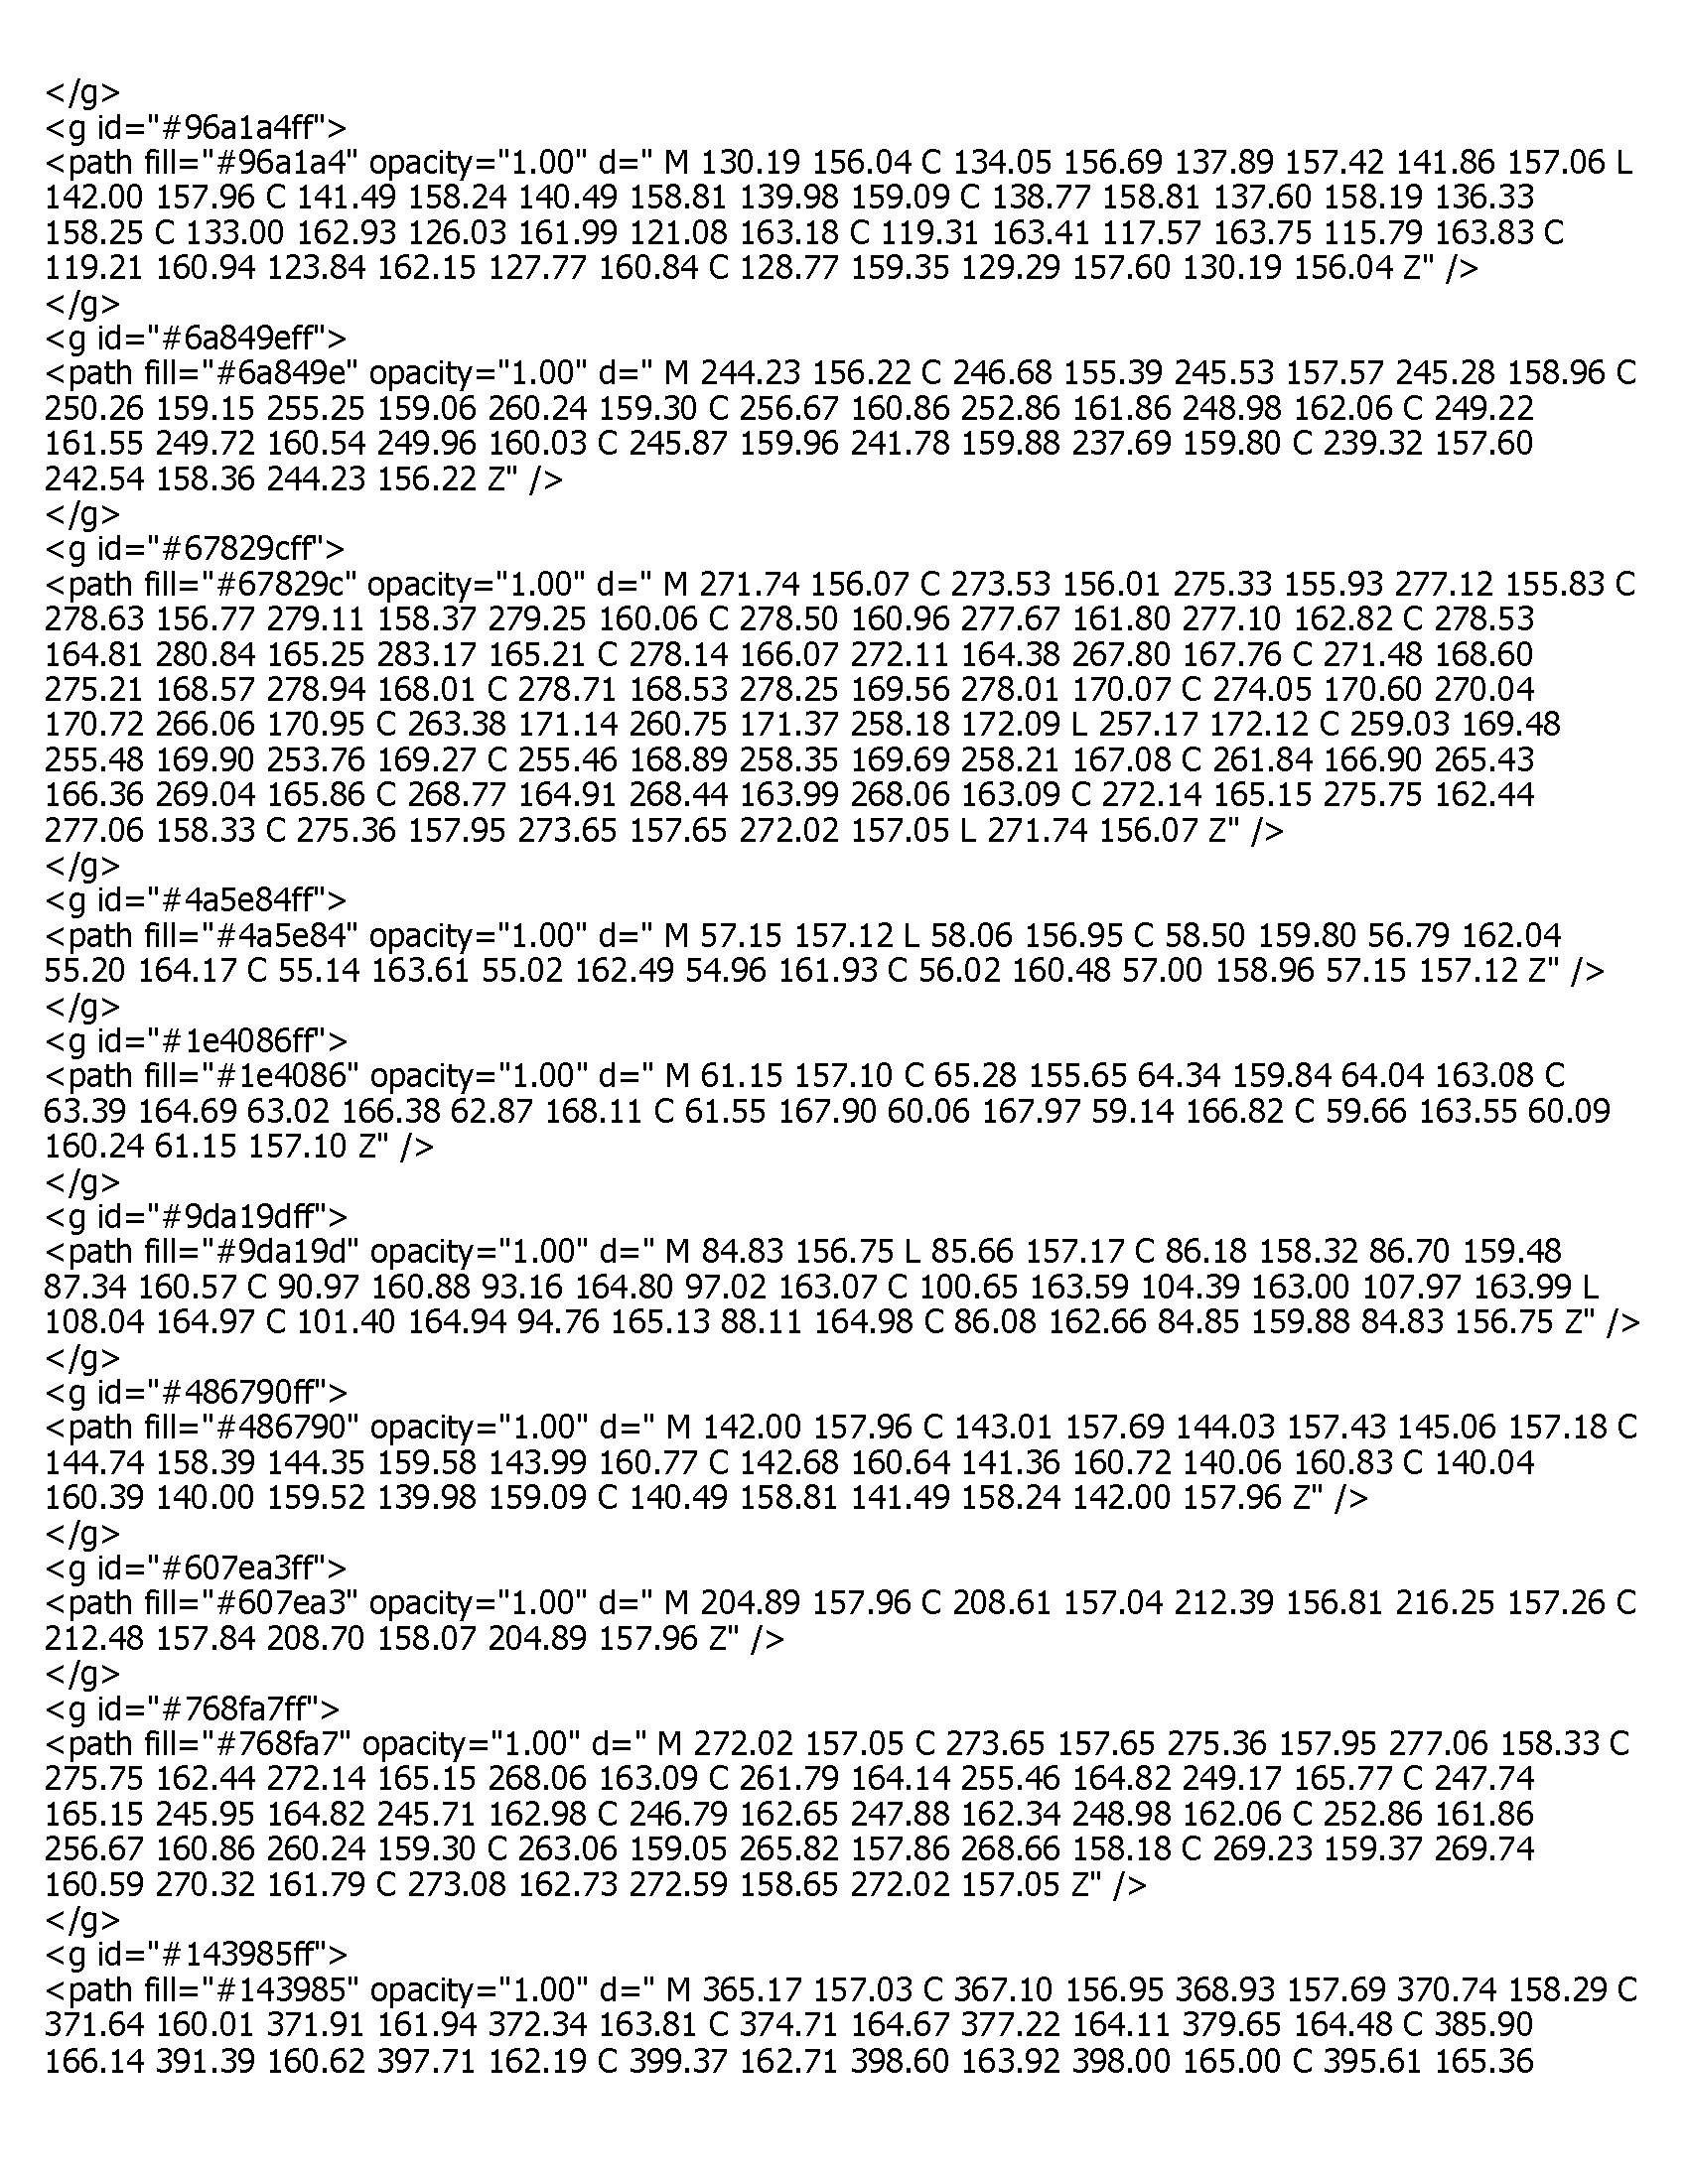 </g>
<g id="#96a1a4ff">
<path fill="#96a1a4" opacity="1.00" d=" M 130.19 156.04 C 134.05 156.69 137.89 157.42 141.86 157.06 L
142.00 157.96 C 141.49 158.24 140.49 158.81 139.98 159.09 C 138.77 158.81 137.60 158.19 136.33
158.25 C 133.00 162.93 126.03 161.99 121.08 163.18 C 119.31 163.41 117.57 163.75 115.79 163.83 C
119.21 160.94 123.84 162.15 127.77 160.84 C 128.77 159.35 129.29 157.60 130.19 156.04 Z" />
</g>
<g id="#6a849eff">
<path fill="#6a849e" opacity="1.00" d=" M 244.23 156.22 C 246.68 155.39 245.53 157.57 245.28 158.96 C
250.26 159.15 255.25 159.06 260.24 159.30 C 256.67 160.86 252.86 161.86 248.98 162.06 C 249.22
161.55 249.72 160.54 249.96 160.03 C 245.87 159.96 241.78 159.88 237.69 159.80 C 239.32 157.60
242.54 158.36 244.23 156.22 Z" />
</g>
<g id="#67829cff">
<path fill="#67829c" opacity="1.00" d=" M 271.74 156.07 C 273.53 156.01 275.33 155.93 277.12 155.83 C
278.63 156.77 279.11 158.37 279.25 160.06 C 278.50 160.96 277.67 161.80 277.10 162.82 C 278.53
164.81 280.84 165.25 283.17 165.21 C 278.14 166.07 272.11 164.38 267.80 167.76 C 271.48 168.60
275.21 168.57 278.94 168.01 C 278.71 168.53 278.25 169.56 278.01 170.07 C 274.05 170.60 270.04
170.72 266.06 170.95 C 263.38 171.14 260.75 171.37 258.18 172.09 L 257.17 172.12 C 259.03 169.48
255.48 169.90 253.76 169.27 C 255.46 168.89 258.35 169.69 258.21 167.08 C 261.84 166.90 265.43
166.36 269.04 165.86 C 268.77 164.91 268.44 163.99 268.06 163.09 C 272.14 165.15 275.75 162.44
277.06 158.33 C 275.36 157.95 273.65 157.65 272.02 157.05 L 271.74 156.07 Z" />
</g>
<g id="#4a5e84ff">
<path fill="#4a5e84" opacity="1.00" d=" M 57.15 157.12 L 58.06 156.95 C 58.50 159.80 56.79 162.04
55.20 164.17 C 55.14 163.61 55.02 162.49 54.96 161.93 C 56.02 160.48 57.00 158.96 57.15 157.12 Z" />
</g>
<g id="#1e4086ff">
<path fill="#1e4086" opacity="1.00" d=" M 61.15 157.10 C 65.28 155.65 64.34 159.84 64.04 163.08 C
63.39 164.69 63.02 166.38 62.87 168.11 C 61.55 167.90 60.06 167.97 59.14 166.82 C 59.66 163.55 60.09
160.24 61.15 157.10 Z" />
</g>
<g id="#9da19dff">
<path fill="#9da19d" opacity="1.00" d=" M 84.83 156.75 L 85.66 157.17 C 86.18 158.32 86.70 159.48
87.34 160.57 C 90.97 160.88 93.16 164.80 97.02 163.07 C 100.65 163.59 104.39 163.00 107.97 163.99 L
108.04 164.97 C 101.40 164.94 94.76 165.13 88.11 164.98 C 86.08 162.66 84.85 159.88 84.83 156.75 Z" />
</g>
<g id="#486790ff">
<path fill="#486790" opacity="1.00" d=" M 142.00 157.96 C 143.01 157.69 144.03 157.43 145.06 157.18 C
144.74 158.39 144.35 159.58 143.99 160.77 C 142.68 160.64 141.36 160.72 140.06 160.83 C 140.04
160.39 140.00 159.52 139.98 159.09 C 140.49 158.81 141.49 158.24 142.00 157.96 Z" />
</g>
<g id="#607ea3ff">
<path fill="#607ea3" opacity="1.00" d=" M 204.89 157.96 C 208.61 157.04 212.39 156.81 216.25 157.26 C
212.48 157.84 208.70 158.07 204.89 157.96 Z" />
</g>
<g id="#768fa7ff">
<path fill="#768fa7" opacity="1.00" d=" M 272.02 157.05 C 273.65 157.65 275.36 157.95 277.06 158.33 C
275.75 162.44 272.14 165.15 268.06 163.09 C 261.79 164.14 255.46 164.82 249.17 165.77 C 247.74
165.15 245.95 164.82 245.71 162.98 C 246.79 162.65 247.88 162.34 248.98 162.06 C 252.86 161.86
256.67 160.86 260.24 159.30 C 263.06 159.05 265.82 157.86 268.66 158.18 C 269.23 159.37 269.74
160.59 270.32 161.79 C 273.08 162.73 272.59 158.65 272.02 157.05 Z" />
</g>
<g id="#143985ff">
<path fill="#143985" opacity="1.00" d=" M 365.17 157.03 C 367.10 156.95 368.93 157.69 370.74 158.29 C
371.64 160.01 371.91 161.94 372.34 163.81 C 374.71 164.67 377.22 164.11 379.65 164.48 C 385.90
166.14 391.39 160.62 397.71 162.19 C 399.37 162.71 398.60 163.92 398.00 165.00 C 395.61 165.36